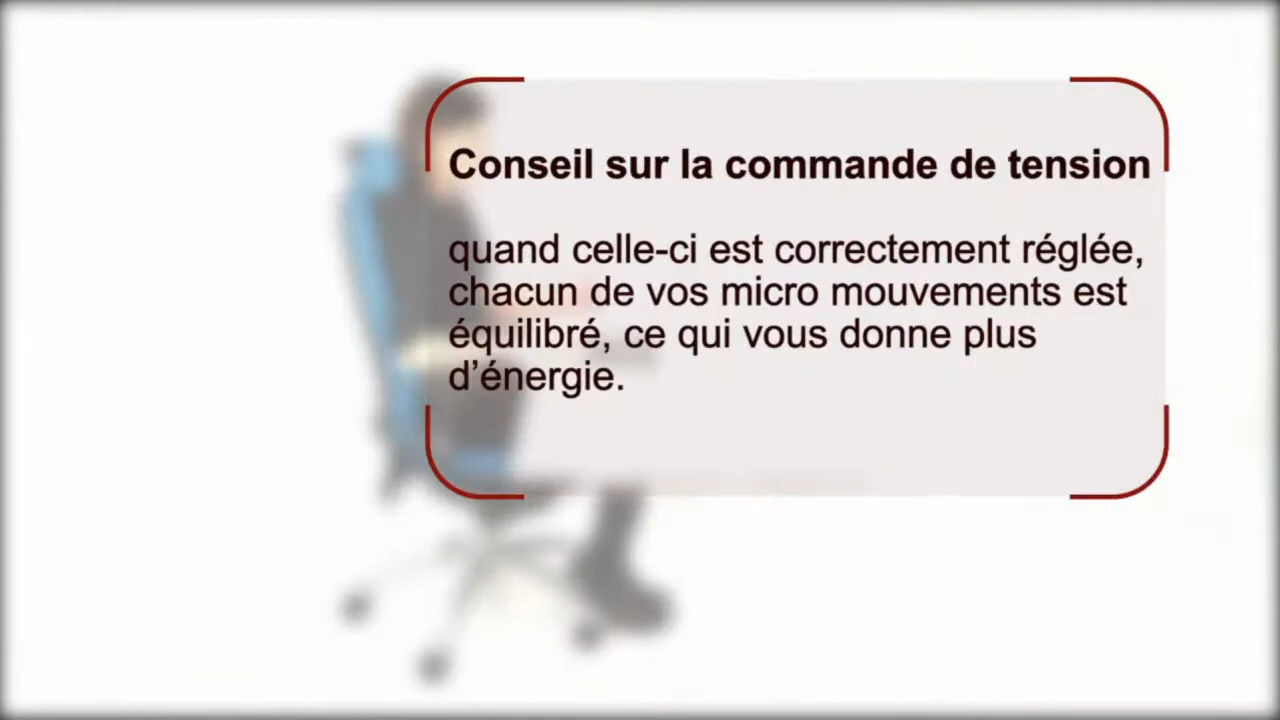 Conseil sur la commande de tension
quand celle-ci est correctement réglée,
chacun de vos micro mouvements est
équilibré, ce qui vous donne plus
d’énergie.